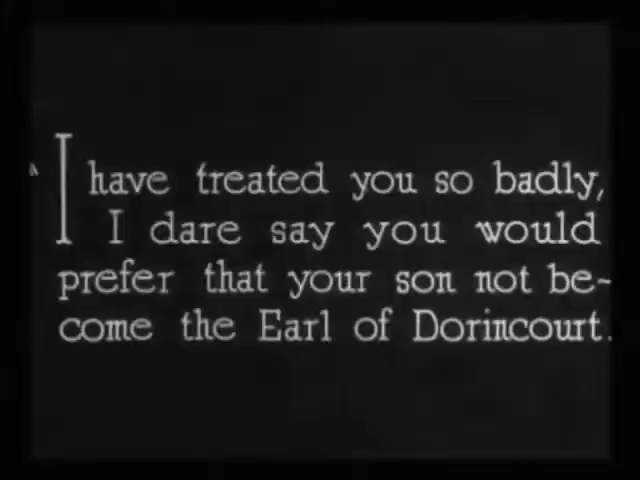 "I have treated you so badly,
I dare say you would
prefer that your son not be-
come the Earl of Dorincourt.